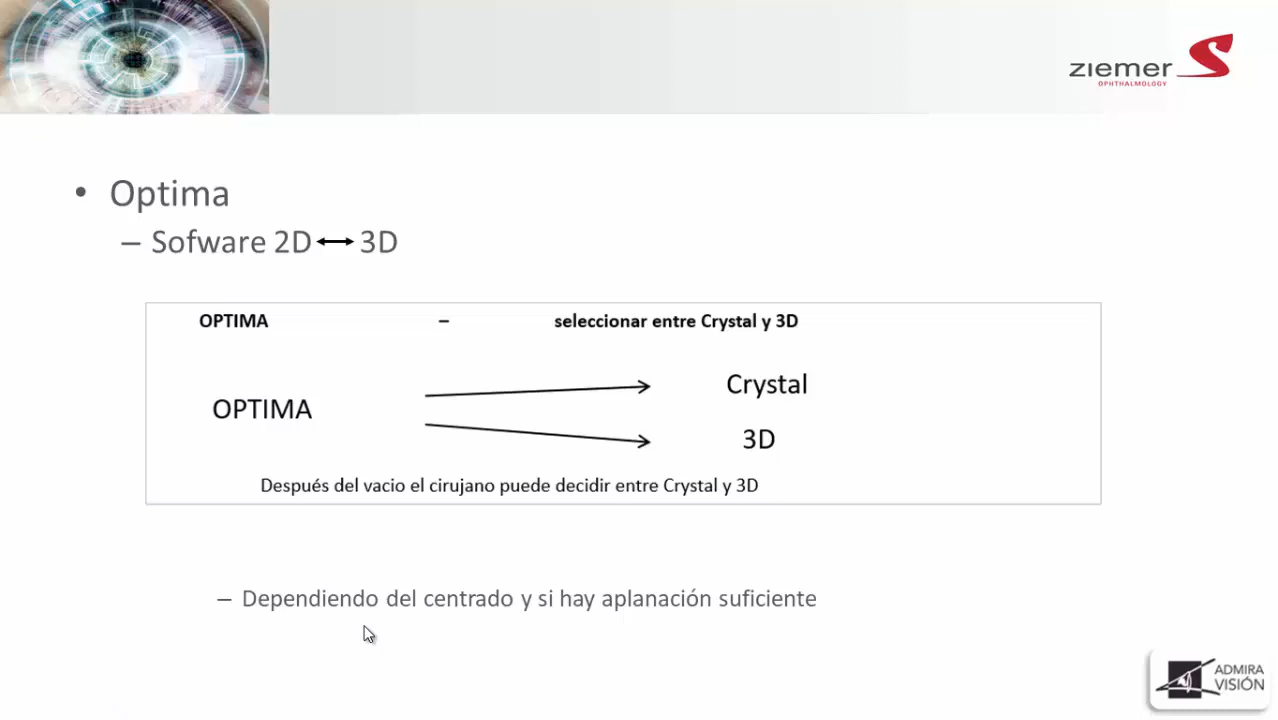 ziemer
OPHTHALMOLOGY
• Optima
– Sofware 2D ↔ 3D
OPTIMA – seleccionar entre Crystal y 3D
Crystal
OPTIMA
3D
Después del vacio el cirujano puede decidir entre Crystal y 3D
– Dependiendo del centrado y si hay aplanación suficiente
ADMIRA
VISIÓN